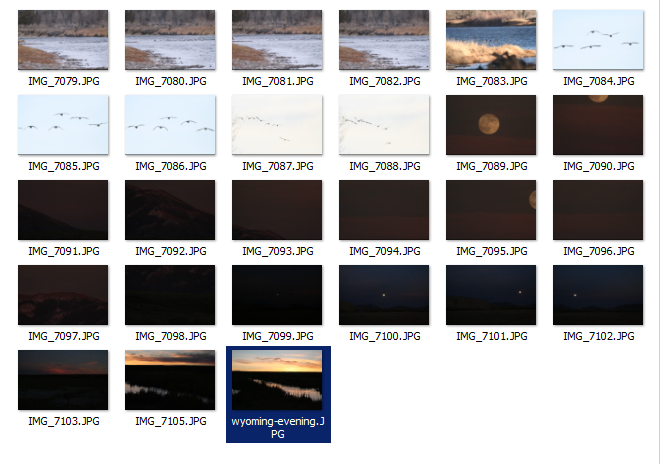 IMG_7079.JPG IMG_7080.JPG IMG_7081.JPG IMG_7082.JPG IMG_7083.JPG IMG_7084.JPG
IMG_7085.JPG IMG_7086.JPG IMG_7087.JPG IMG_7088.JPG IMG_7089.JPG IMG_7090.JPG
IMG_7091.JPG IMG_7092.JPG IMG_7093.JPG IMG_7094.JPG IMG_7095.JPG IMG_7096.JPG
IMG_7097.JPG IMG_7098.JPG IMG_7099.JPG IMG_7100.JPG IMG_7101.JPG IMG_7102.JPG
IMG_7103.JPG IMG_7105.JPG wyoming-evening.J
PG